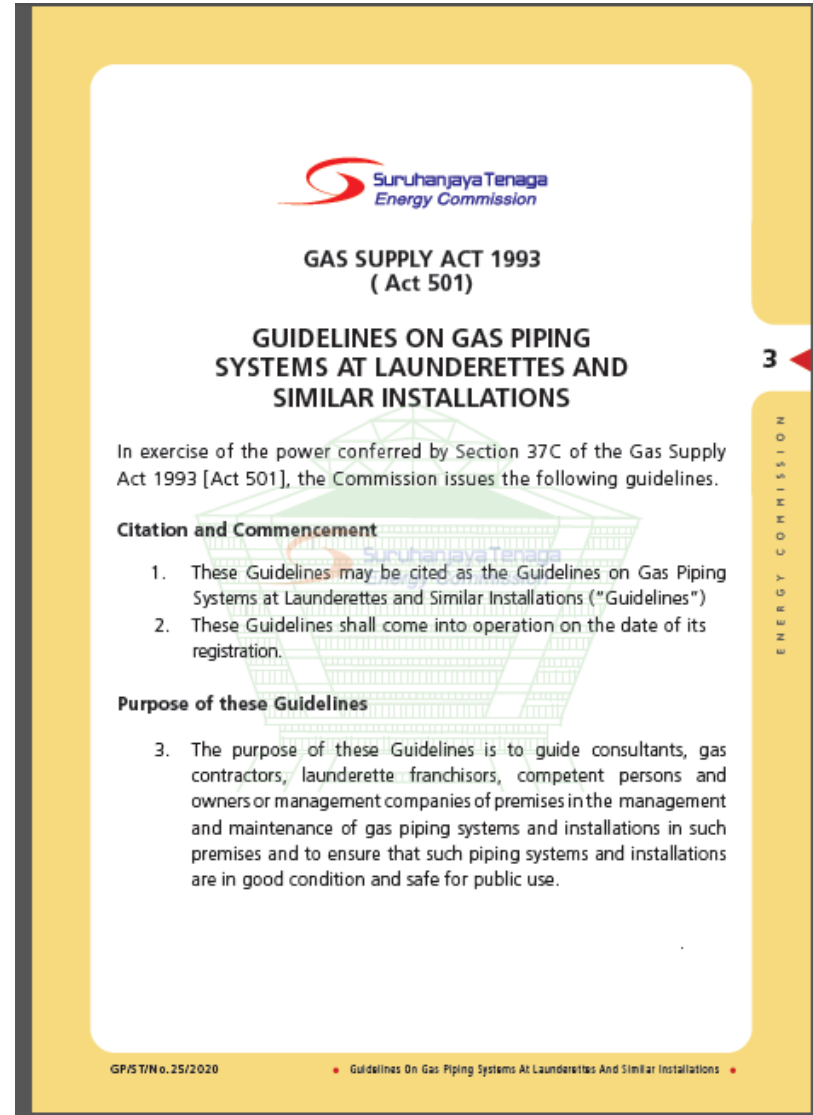 Suruhanjaya Tenaga
Energy Commission
GAS SUPPLY ACT 1993
( Act 501)
GUIDELINES ON GAS PIPING
SYSTEMS AT LAUNDERETTES AND
SIMILAR INSTALLATIONS
3
ENERGY COMMISSION
In exercise of the power conferred by Section 37C of the Gas Supply
Act 1993 [Act 501], the Commission issues the following guidelines.
Citation and Commencement
Suruhanjaya Tenaga
Energy Commission
1. These Guidelines may be cited as the Guidelines on Gas Piping
Systems at Launderettes and Similar Installations (“Guidelines”)
2. These Guidelines shall come into operation on the date of its
registration.
Purpose of these Guidelines
3. The purpose of these Guidelines is to guide consultants, gas
contractors, launderette franchisors, competent persons and
owners or management companies of premises in the management
and maintenance of gas piping systems and installations in such
premises and to ensure that such piping systems and installations
are in good condition and safe for public use.
.
GP/ST/No.25/2020
• Guidelines On Gas Piping Systems At Launderettes And Similar Installations •